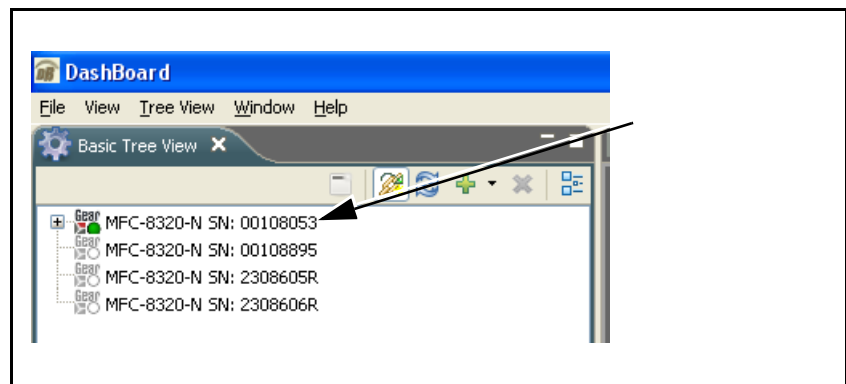 DB DashBoard
File View Tree View Window Help
Basic Tree View
Gear MFC-8320-N SN: 00108053
Gear MFC-8320-N SN: 00108895
Gear MFC-8320-N SN: 2308605R
Gear MFC-8320-N SN: 2308606R